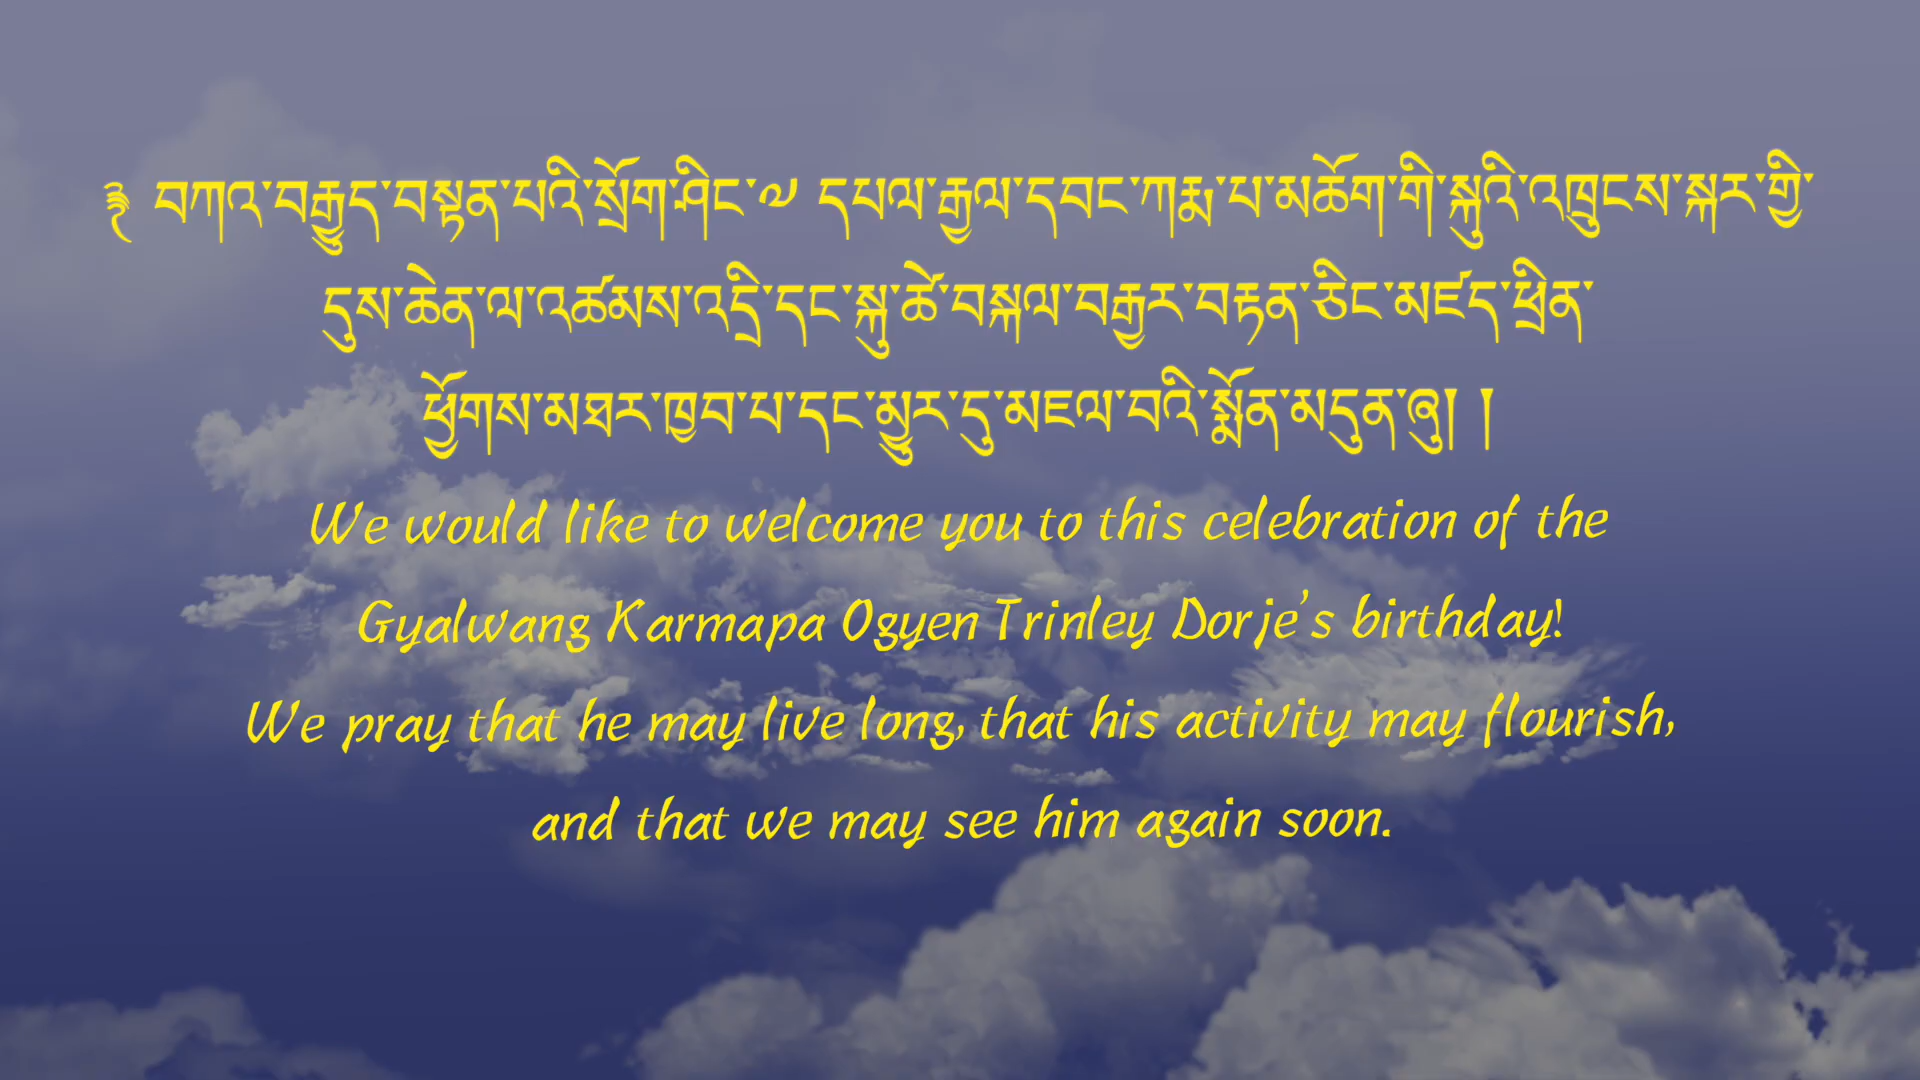 ༈ བཀའ་བརྒྱུད་བསྟན་པའི་སྲོག་ཤིང་༧ དཔལ་རྒྱལ་དབང་ཀརྨ་པ་མཆོག་གི་སྐུའི་འཁྲུངས་སྐར་གྱི་
དུས་ཆེན་ལ་འཚམས་འདྲི་དང་སྐུ་ཚེ་བསྐལ་བརྒྱར་བརྟན་ཅིང་མཛད་ཕྲིན་
ཕྱོགས་མཐར་ཁྱབ་པ་དང་མྱུར་དུ་མཇལ་བའི་སྨོན་མདུན་ཞུ། །
We would like to welcome you to this celebration of the
Gyalwang Karmapa Ogyen Trinley Dorje’s birthday!
We pray that he may live long, that his activity may flourish,
and that we may see him again soon.